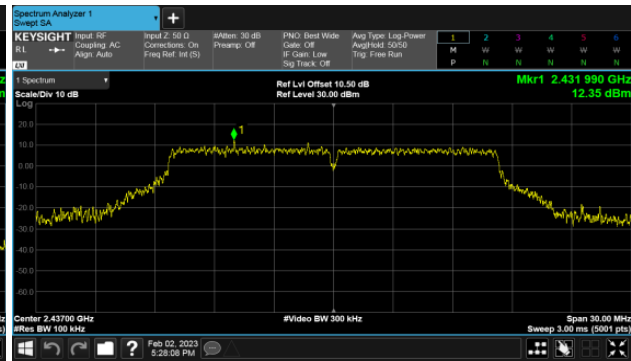 Spectrum Analyzer 1
Swept SA
+
KEYSIGHT Input: RF Input Z: 50 Ω #Atten: 30 dB PNO: Best Wide Avg Type: Log-Power 1 2 3 4 5 6
RL Coupling: AC Corrections: On Preamp: Off Gate: Off Avg|Hold: 50/50 M W W W W W
Align: Auto Freq Ref: Int (S) IF Gain: Low Trig: Free Run
LXI Sig Track: Off P N N N N N
1 Spectrum Ref Lvl Offset 10.50 dB Mkr1 2.431 990 GHz
Scale/Div 10 dB Ref Level 30.00 dBm 12.35 dBm
Log
20.0
1
10.0
0.00
-10.0
-20.0
-30.0
-40.0
-50.0
-60.0
Center 2.43700 GHz #Video BW 300 kHz Span 30.00 MHz
#Res BW 100 kHz Sweep 3.00 ms (5001 pts)
? Feb 02, 2023
5:28:08 PM